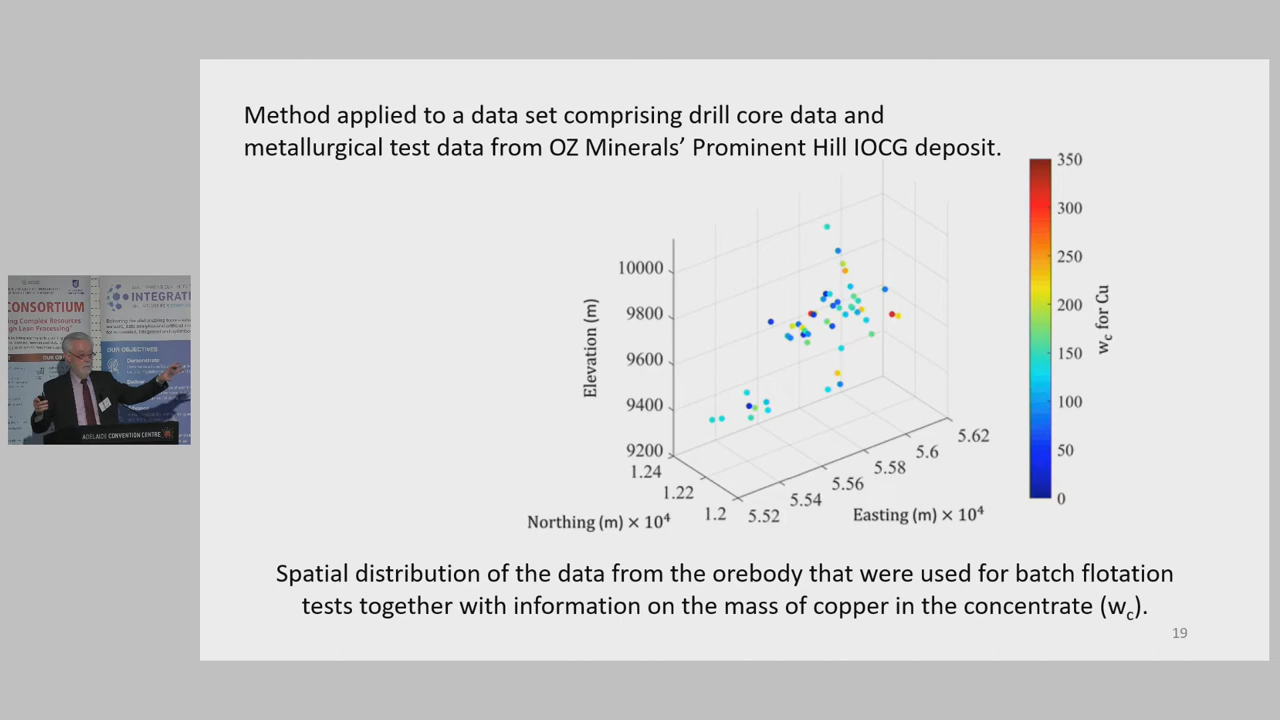 Method applied to a data set comprising drill core data and
metallurgical test data from OZ Minerals’ Prominent Hill IOCG deposit.
350
300
250
200
150
100
50
0
w_c for Cu
Elevation (m)
10000
9800
9600
9400
9200
1.24
1.22
1.2
Northing (m) × 10⁴
5.52
5.54
5.56
5.58
5.6
5.62
Easting (m) × 10⁴
Spatial distribution of the data from the orebody that were used for batch flotation
tests together with information on the mass of copper in the concentrate (w_c).
19
CONSORTIUM
INTEGRAT
OUR OBJECTIVES
ADELAIDE CONVENTION CENTRE